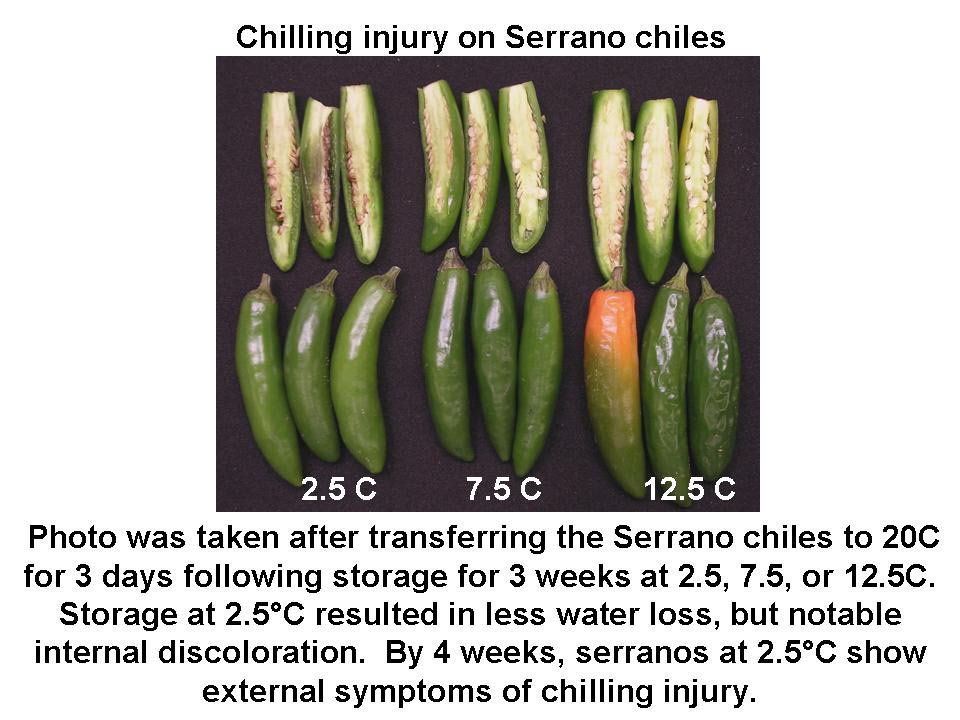 Chilling injury on Serrano chiles
2.5 C 7.5 C 12.5 C
Photo was taken after transferring the Serrano chiles to 20C
for 3 days following storage for 3 weeks at 2.5, 7.5, or 12.5C.
Storage at 2.5°C resulted in less water loss, but notable
internal discoloration.  By 4 weeks, serranos at 2.5°C show
external symptoms of chilling injury.